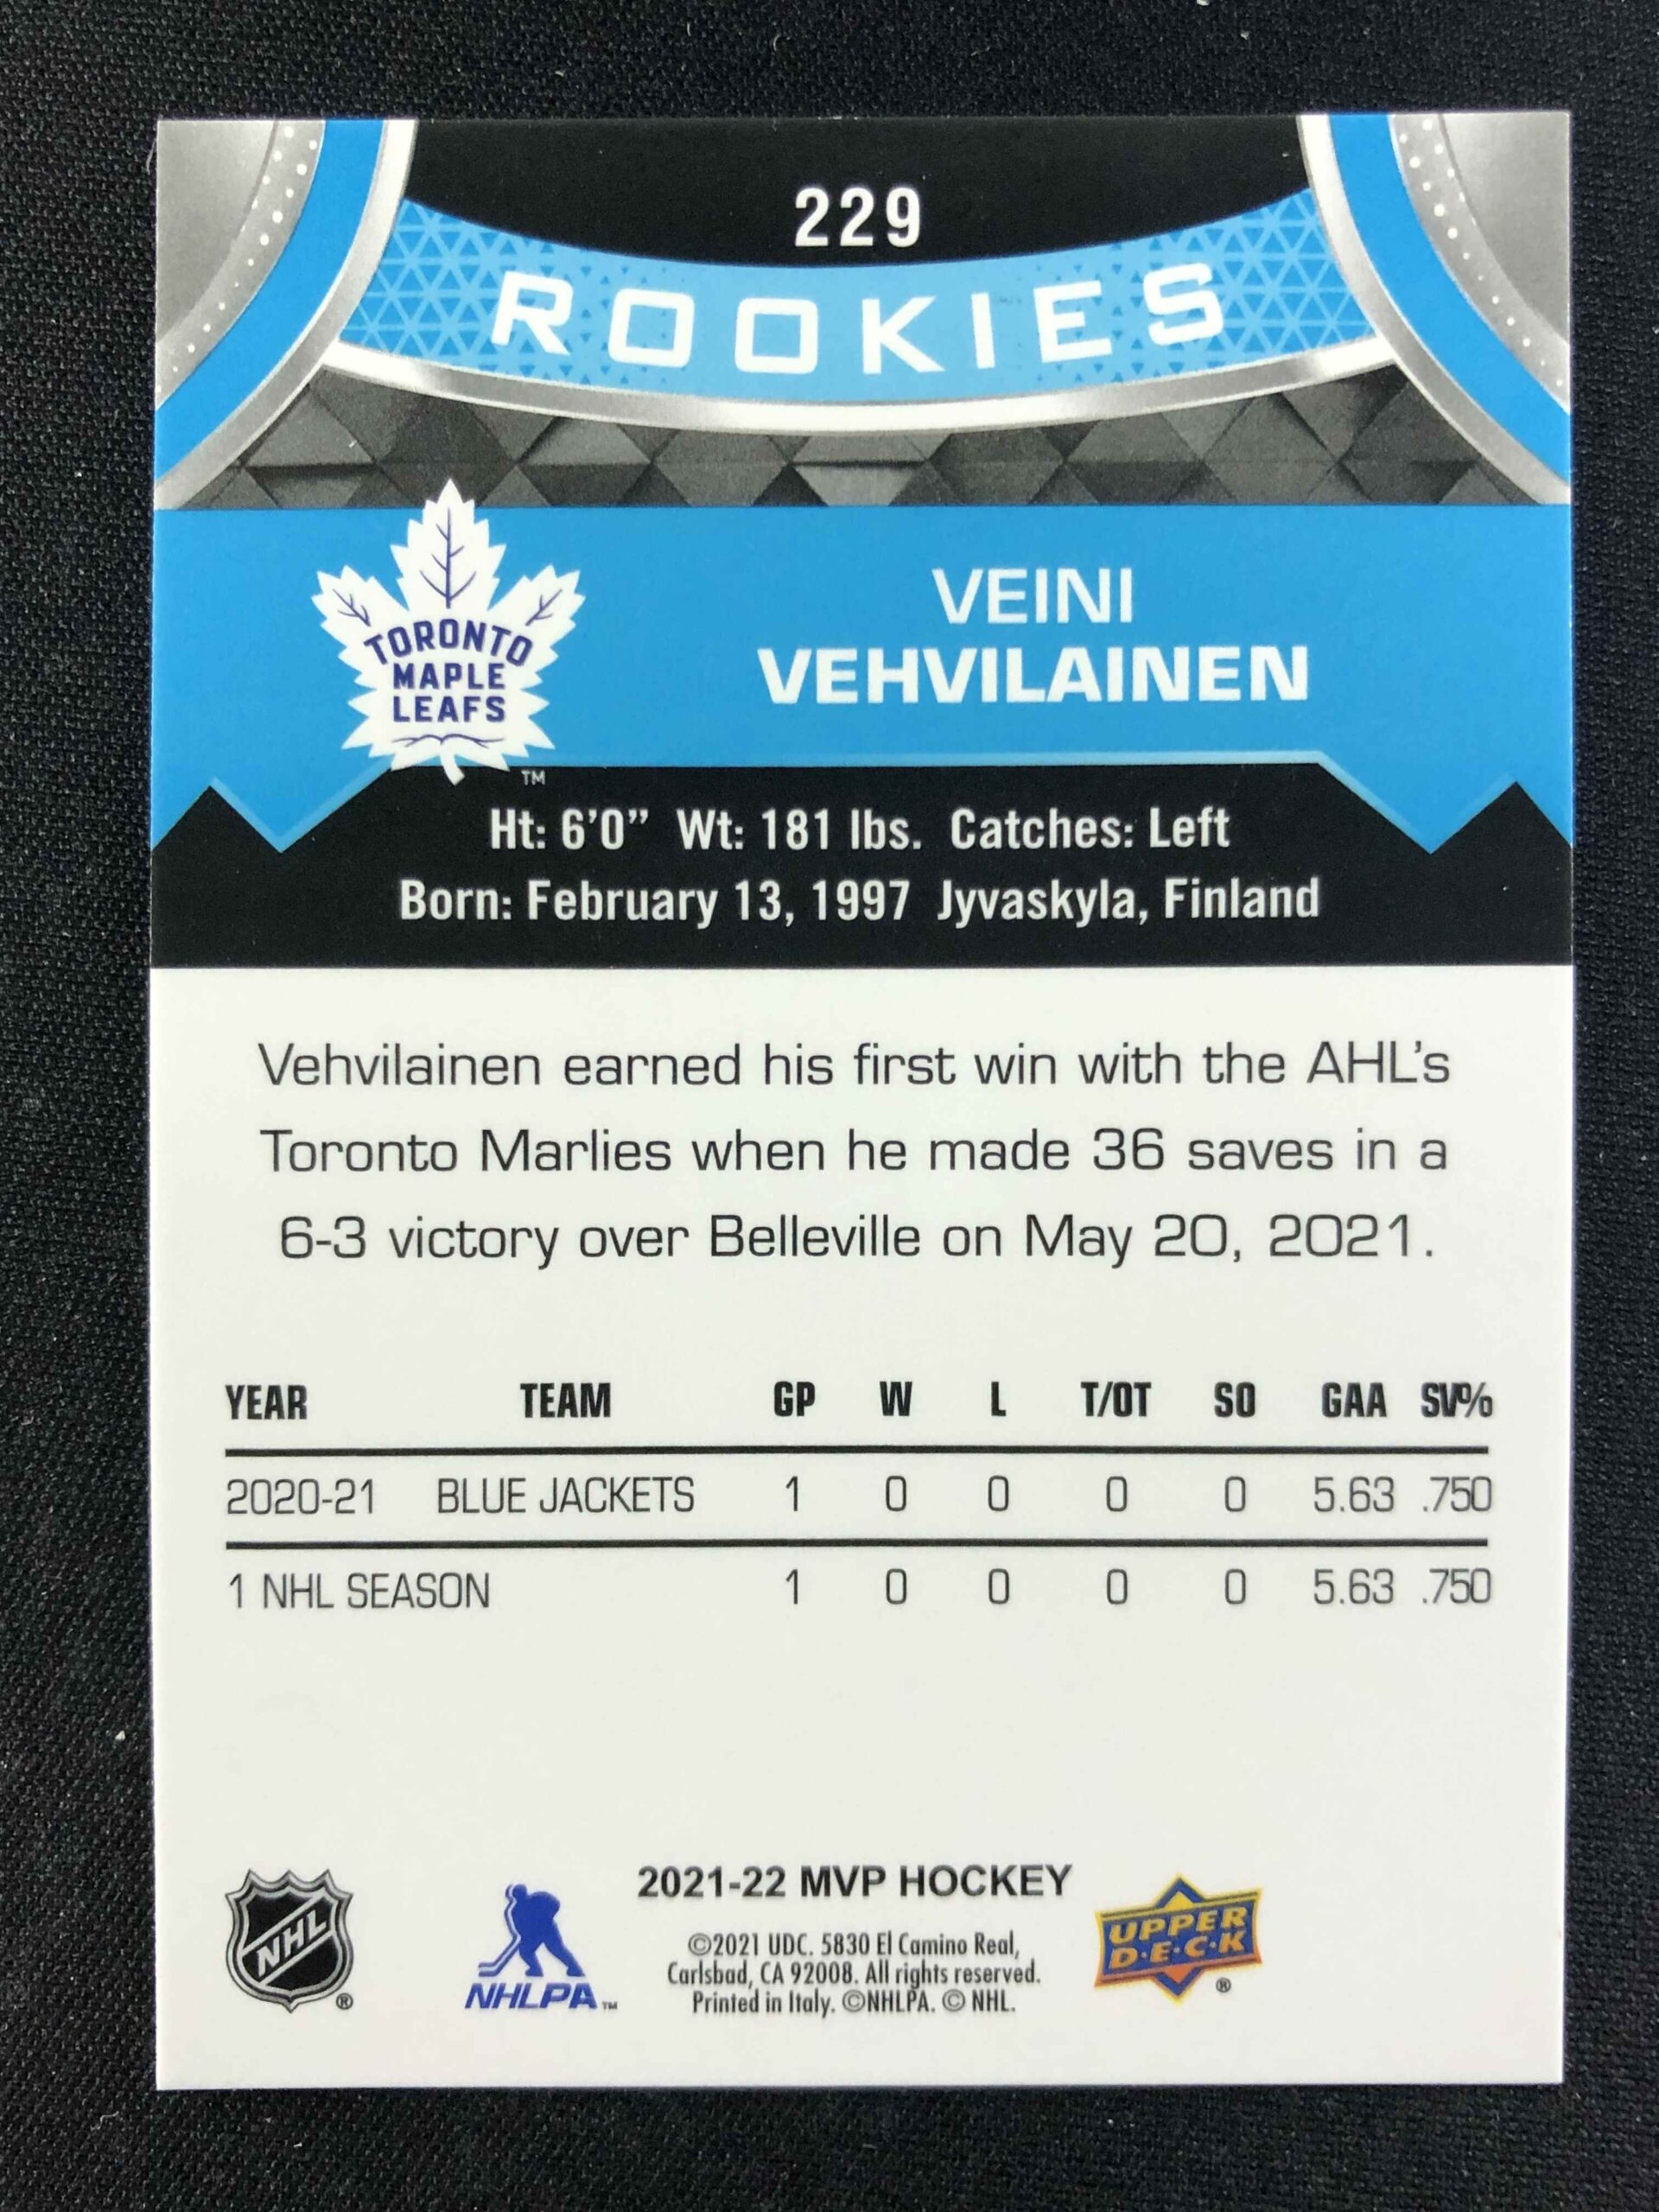 229
ROOKIES
TORONTO
MAPLE
LEAFS
TM
VEINI
VEHVILAINEN
Ht: 6'0” Wt: 181 lbs. Catches: Left
Born: February 13, 1997 Jyvaskyla, Finland
Vehvilainen earned his first win with the AHL's
Toronto Marlies when he made 36 saves in a
6-3 victory over Belleville on May 20, 2021.
YEAR TEAM GP W L T/OT SO GAA SV%
2020-21 BLUE JACKETS 1 0 0 0 0 5.63 .750
1 NHL SEASON 1 0 0 0 0 5.63 .750
NHL ®
NHLPA TM
2021-22 MVP HOCKEY
©2021 UDC. 5830 El Camino Real,
Carlsbad, CA 92008. All rights reserved.
Printed in Italy. ©NHLPA. © NHL.
UPPER
D·E·C·K
®